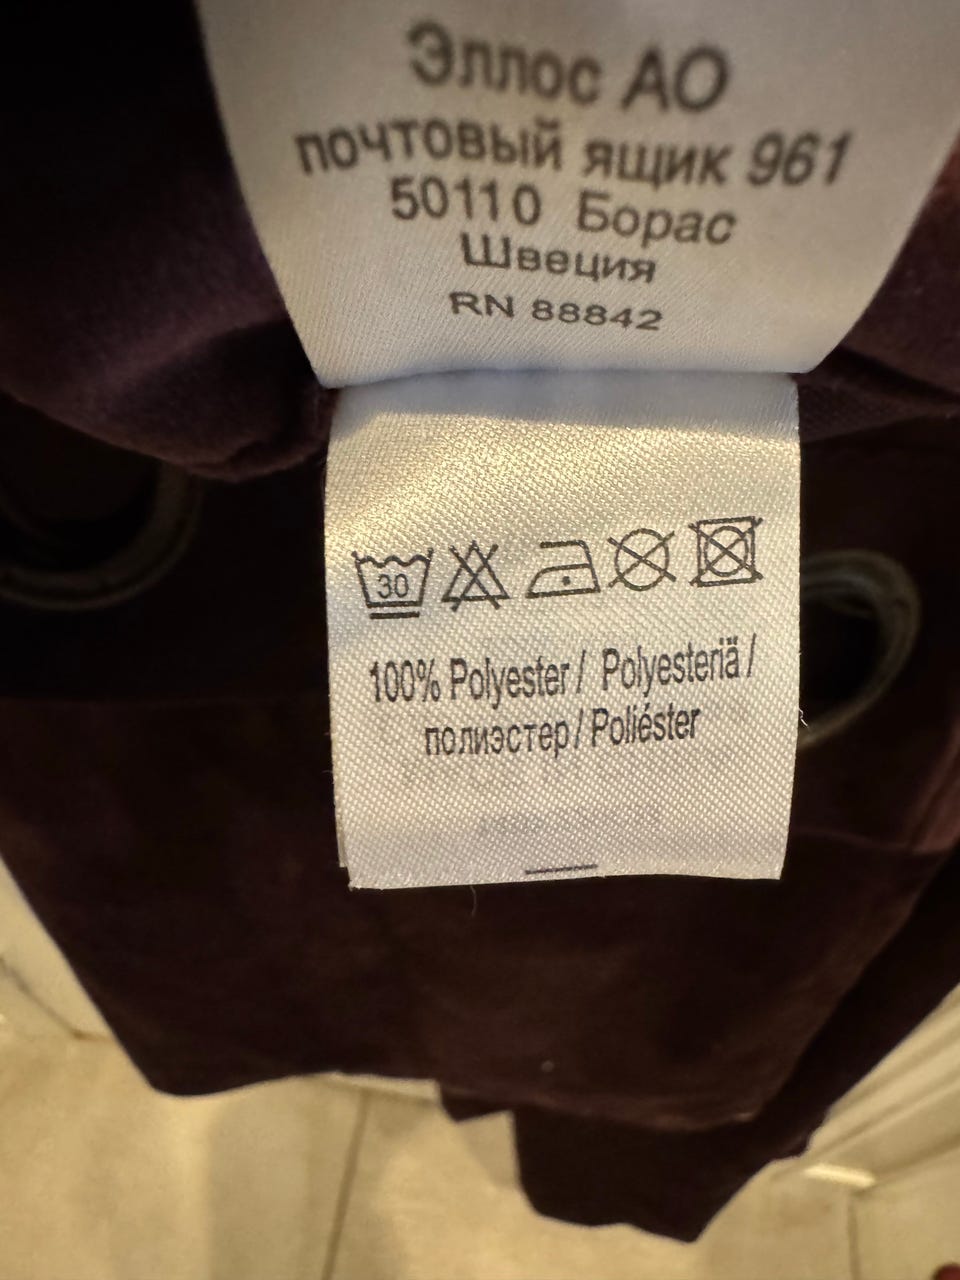 Эллос АО
почтовый ящик 961
50110 Борас
Швеция
RN 88842
30
100% Polyester / Polyesteriä /
полиэстер / Poliéster